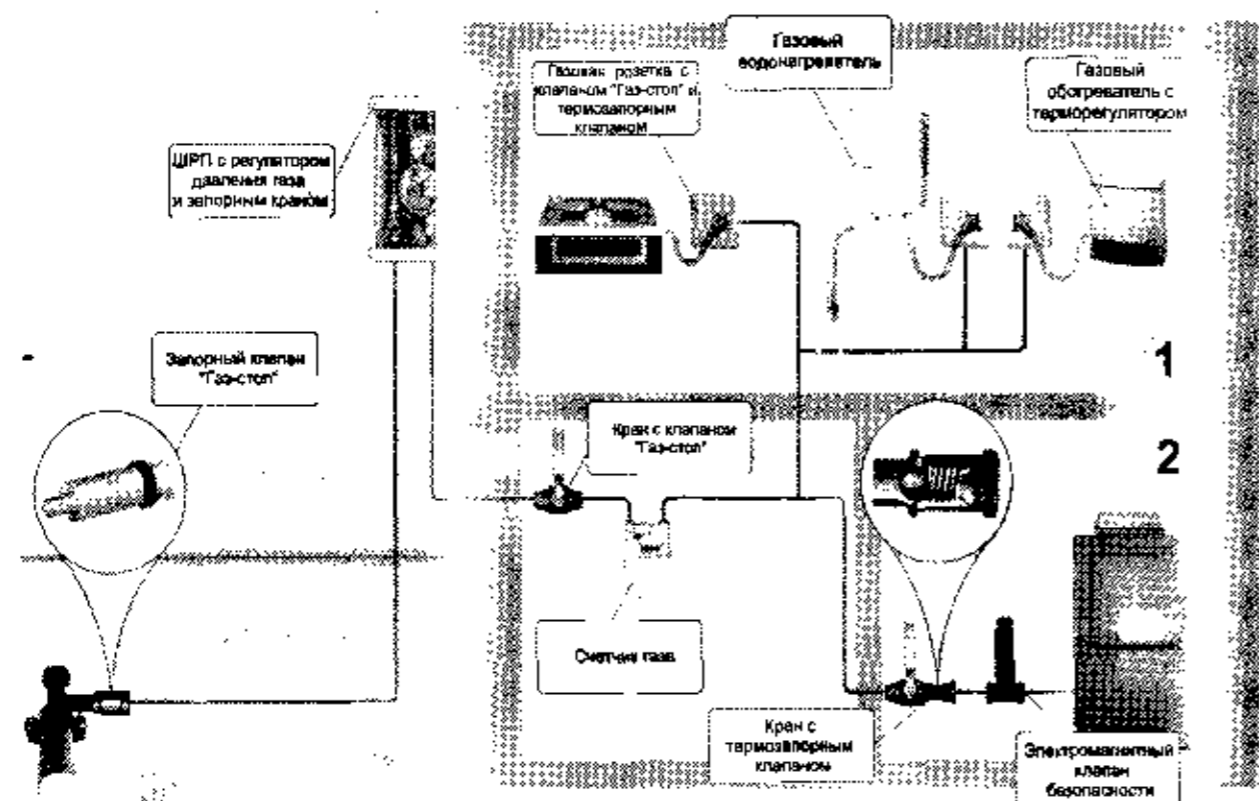 Газовая розетка с
клапаном "Газ-стоп" и
термозапорным
клапаном
Газовый
водонагреватель
Газовый
обогреватель с
терморегулятором
ШРП с регулятором
давления газа
и запорным краном
Запорный клапан
"Газ-стоп"
1
Кран с клапаном
"Газ-стоп"
2
Счетчик газа
Кран с
термозапорным
клапаном
Электромагнитный
клапан
безопасности